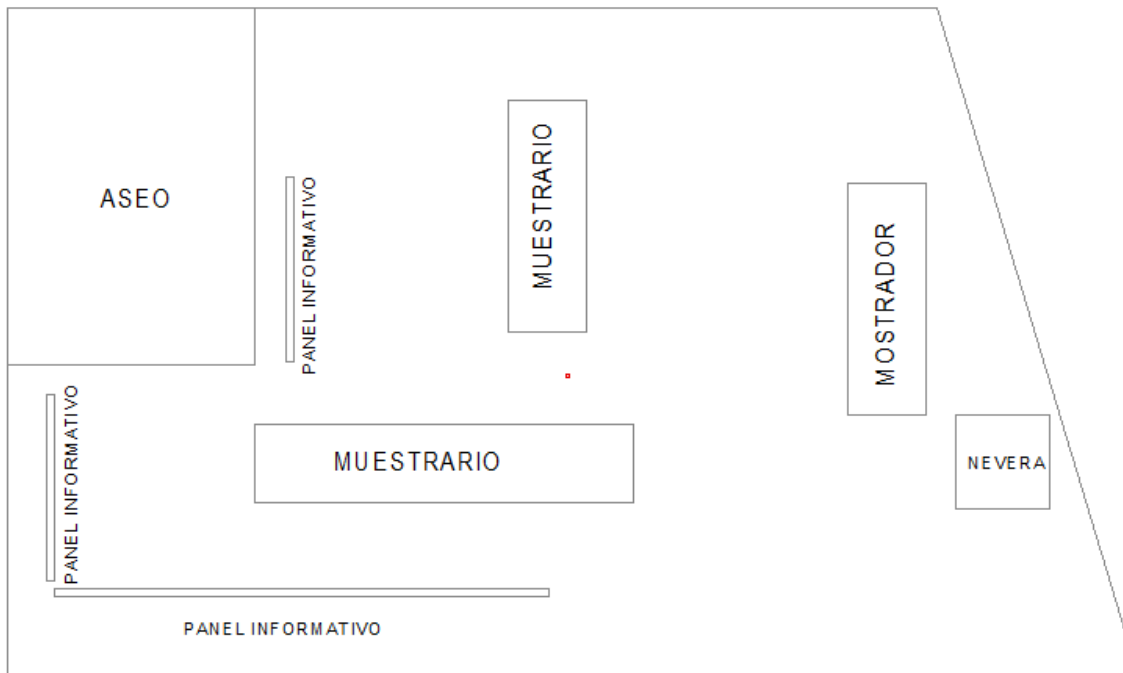 ASEO
PANEL INFORMATIVO
MUESTRARIO
MOSTRADOR
PANEL INFORMATIVO
MUESTRARIO
NEVERA
PANEL INFORMATIVO